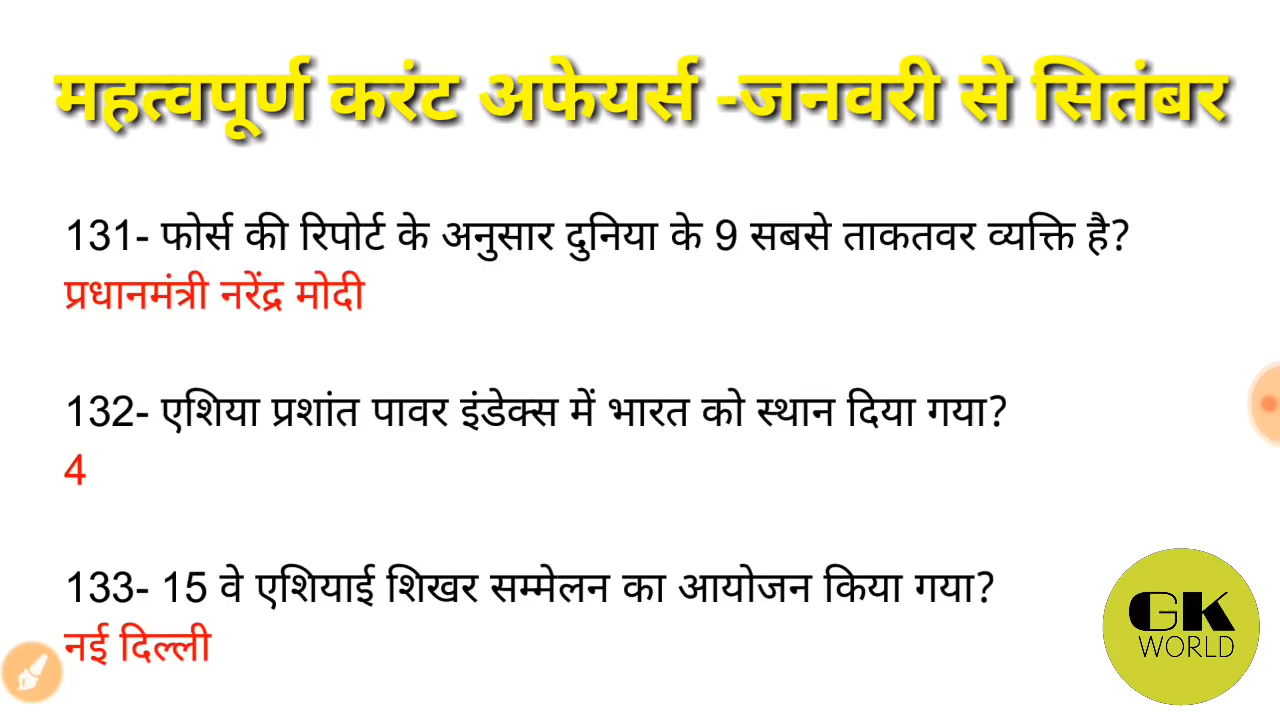 महत्वपूर्ण करंट अफेयर्स -जनवरी से सितंबर
131- फोर्स की रिपोर्ट के अनुसार दुनिया के 9 सबसे ताकतवर व्यक्ति है?
प्रधानमंत्री नरेंद्र मोदी
132- एशिया प्रशांत पावर इंडेक्स में भारत को स्थान दिया गया?
4
133- 15 वे एशियाई शिखर सम्मेलन का आयोजन किया गया?
नई दिल्ली
GK
WORLD